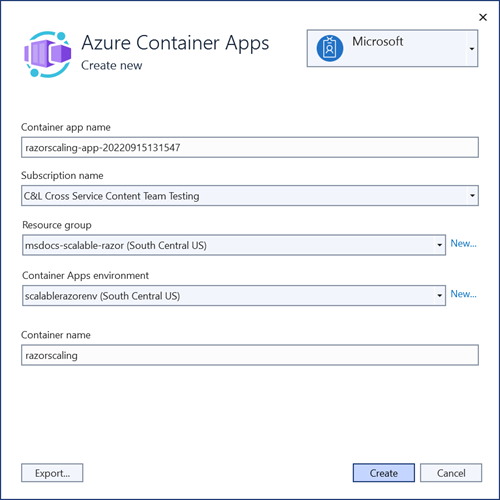 Azure Container Apps
Create new
Microsoft
Container app name
razorscaling-app-20220915131547
Subscription name
C&L Cross Service Content Team Testing
Resource group
msdocs-scalable-razor (South Central US)
New...
Container Apps environment
scalablerazorenv (South Central US)
New...
Container name
razorscaling
Export...
Create
Cancel